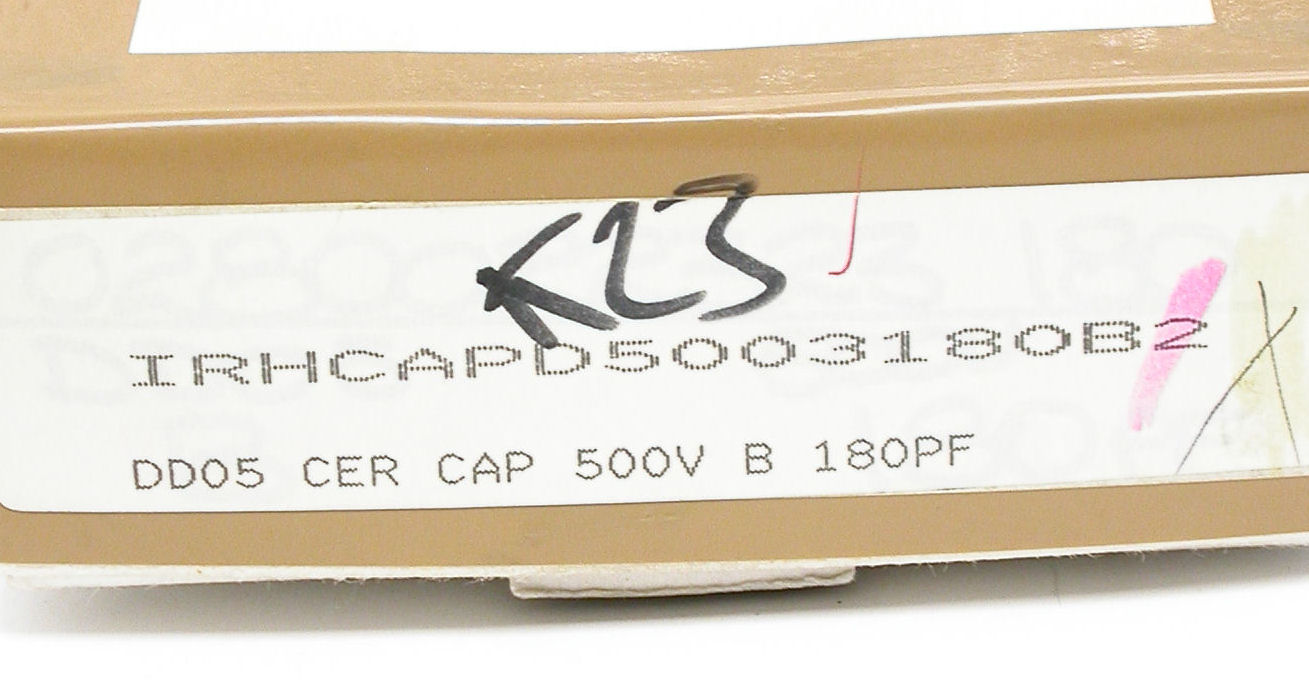 K23
IRHCAPD5003180B2
DD05 CER CAP 500V B 180PF